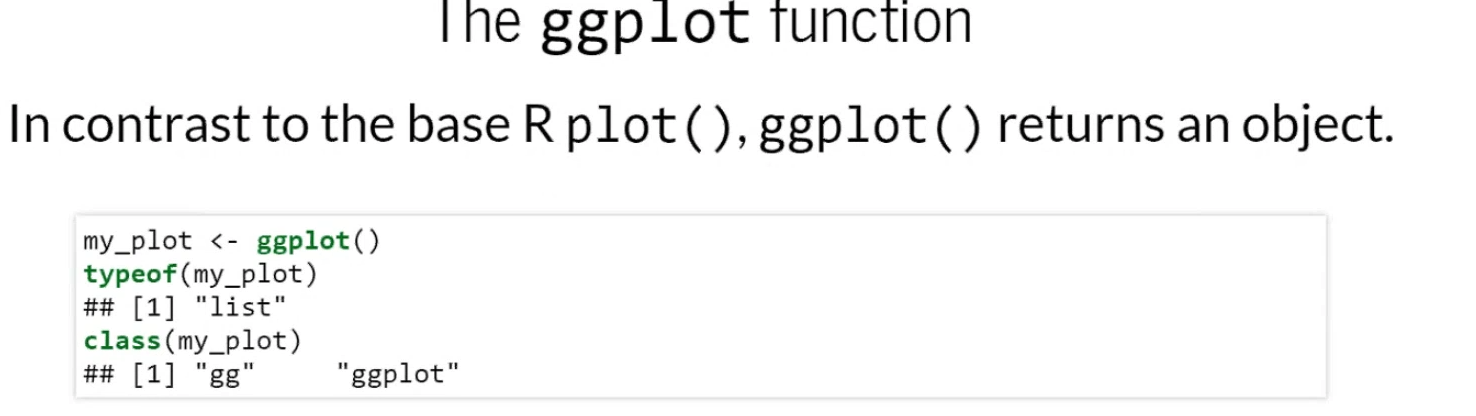 The ggplot function
In contrast to the base R plot(), ggplot() returns an object.
my_plot <- ggplot()
typeof(my_plot)
## [1] "list"
class(my_plot)
## [1] "gg"     "ggplot"